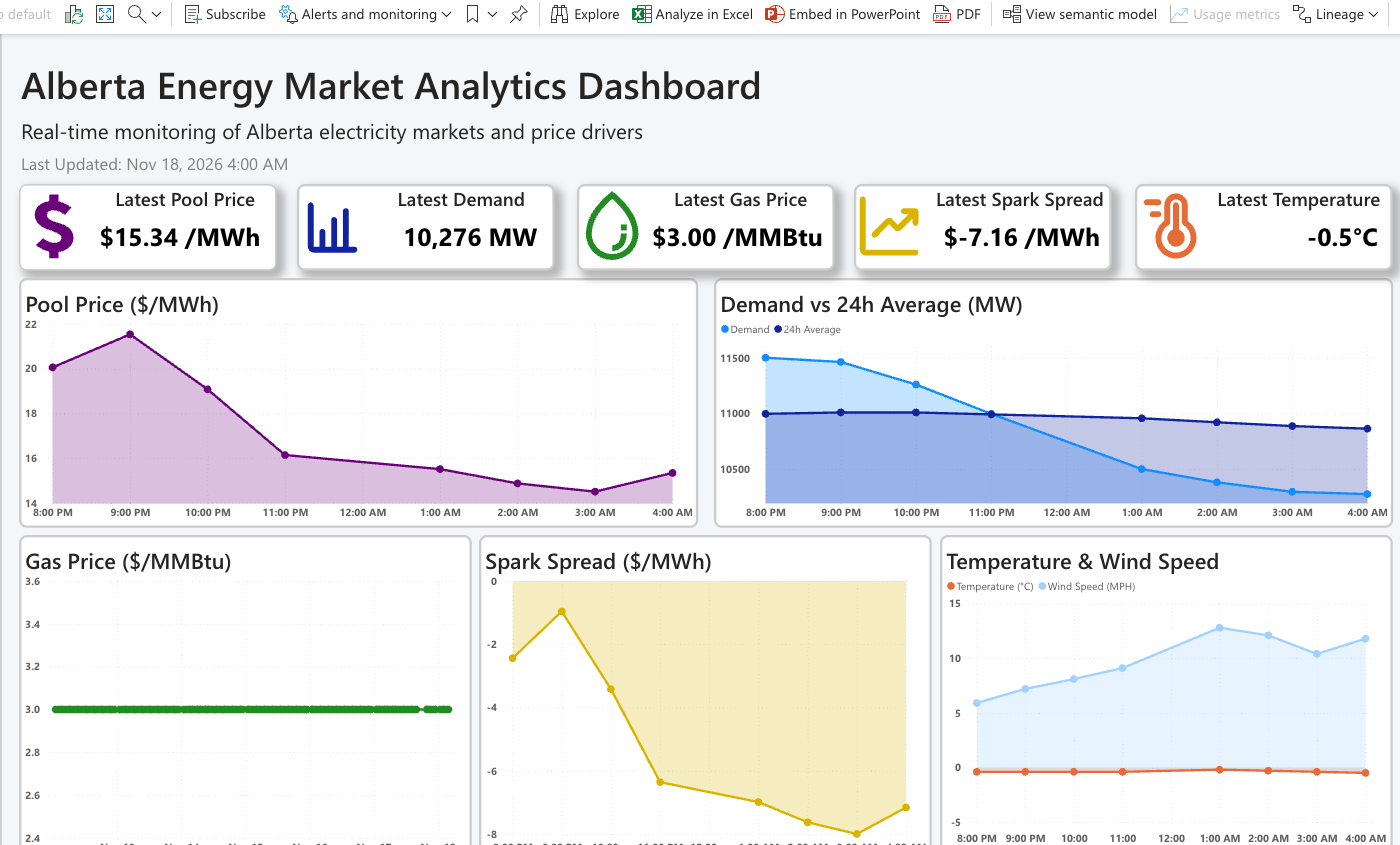 default Subscribe Alerts and monitoring Explore Analyze in Excel Embed in PowerPoint PDF View semantic model Usage metrics Lineage
Alberta Energy Market Analytics Dashboard
Real-time monitoring of Alberta electricity markets and price drivers
Last Updated: Nov 18, 2026 4:00 AM
Latest Pool Price
$15.34 /MWh
Latest Demand
10,276 MW
Latest Gas Price
$3.00 /MMBtu
Latest Spark Spread
$-7.16 /MWh
Latest Temperature
-0.5°C
Pool Price ($/MWh)
22
20
18
16
14
8:00 PM 9:00 PM 10:00 PM 11:00 PM 12:00 AM 1:00 AM 2:00 AM 3:00 AM 4:00 AM
Demand vs 24h Average (MW)
Demand 24h Average
11500
11000
10500
8:00 PM 9:00 PM 10:00 PM 11:00 PM 12:00 AM 1:00 AM 2:00 AM 3:00 AM 4:00 AM
Gas Price ($/MMBtu)
3.6
3.4
3.2
3.0
2.8
2.6
2.4
Spark Spread ($/MWh)
0
-2
-4
-6
-8
Temperature & Wind Speed
Temperature (°C) Wind Speed (MPH)
15
10
5
0
-5
8:00 PM 9:00 PM 10:00 11:00 12:00 1:00 AM 2:00 AM 3:00 AM 4:00 AM